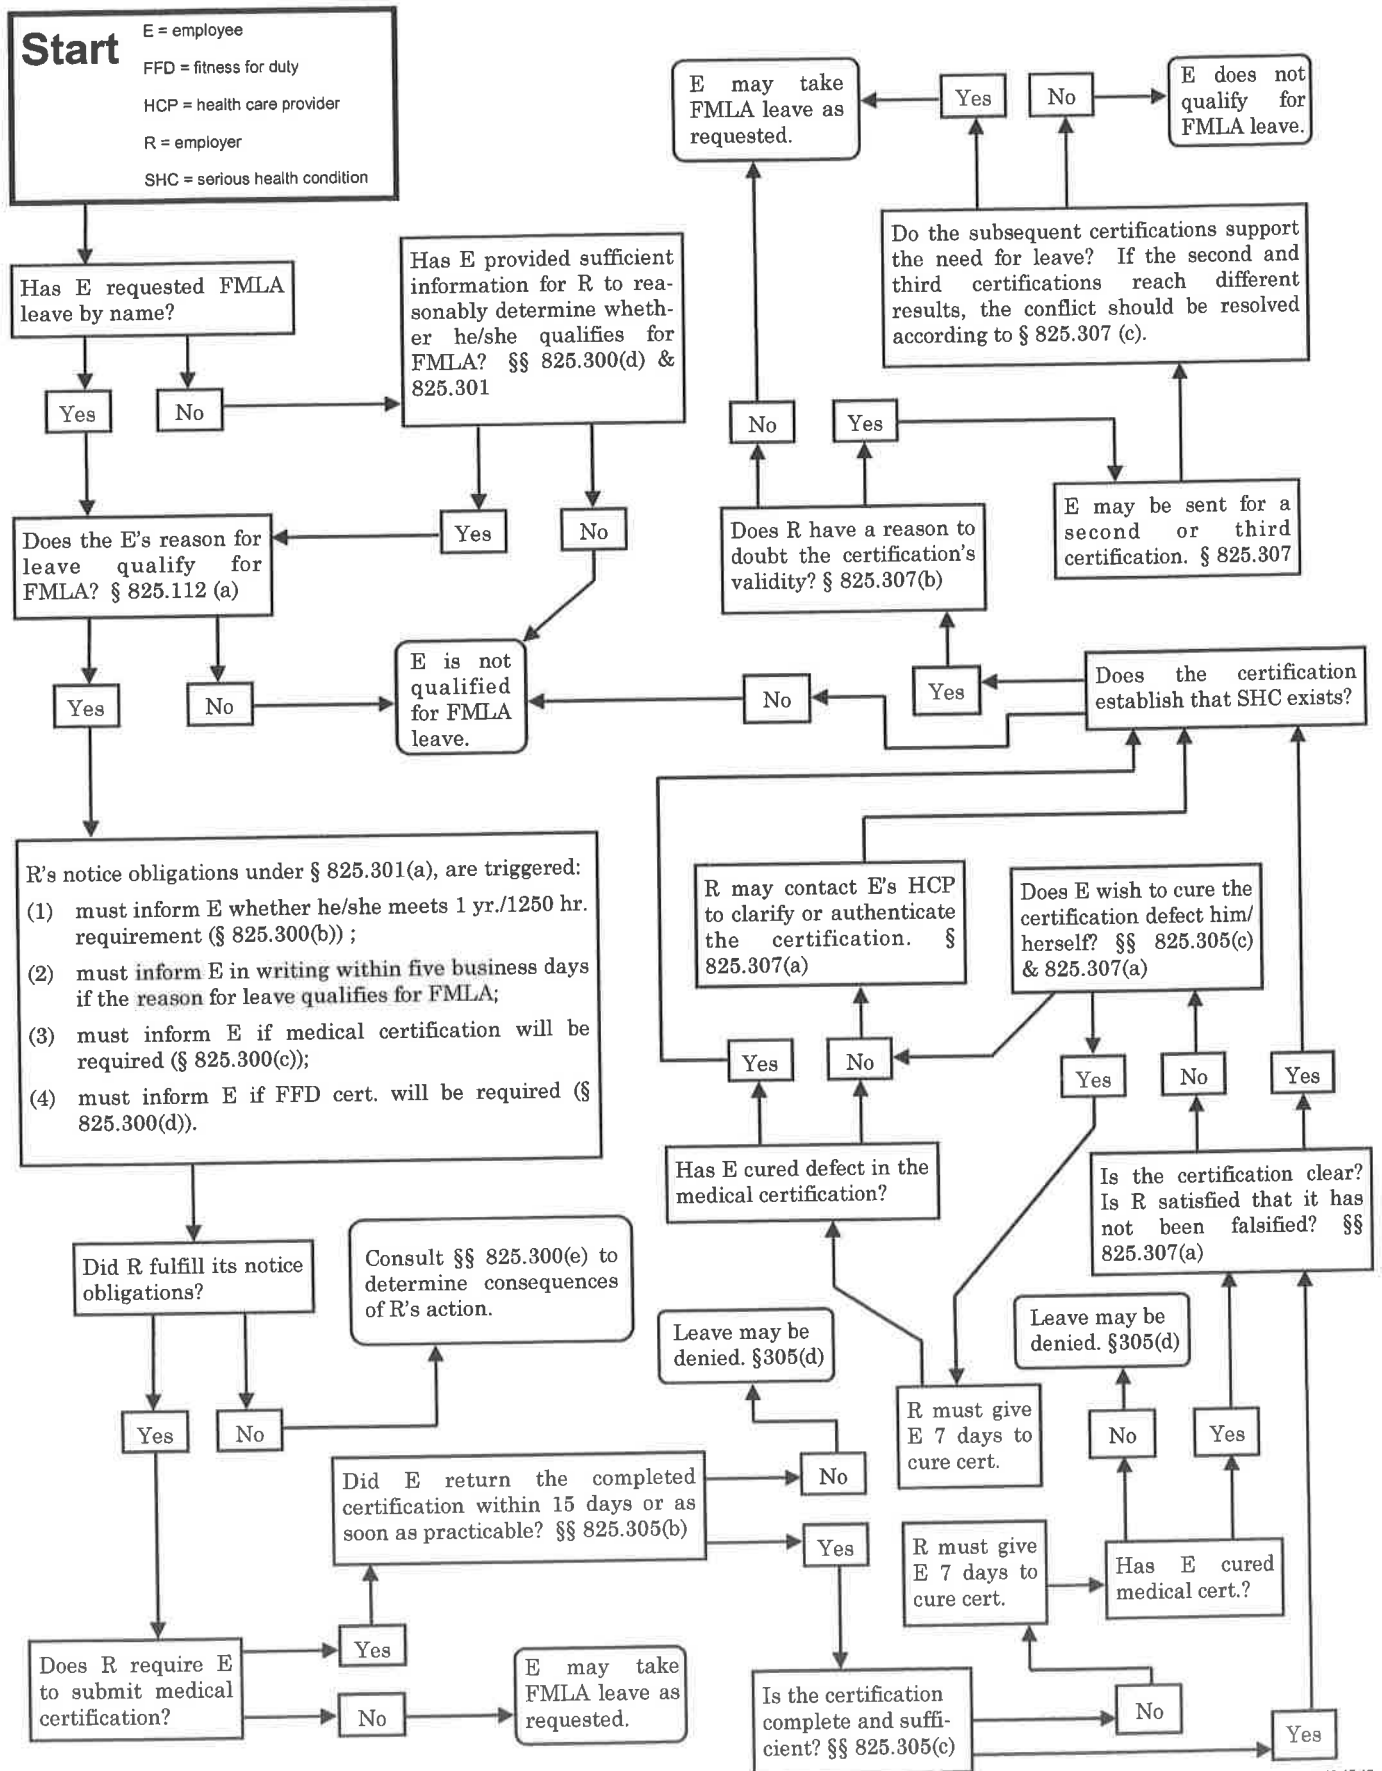 Start
E = employee
FFD = fitness for duty
HCP = health care provider
R = employer
SHC = serious health condition
Has E requested FMLA
leave by name?
Yes
No
Has E provided sufficient
information for R to rea-
sonably determine wheth-
er he/she qualifies for
FMLA? §§ 825.300(d) &
825.301
Yes
No
Does the E's reason for
leave qualify for
FMLA? § 825.112 (a)
Yes
No
E is not
qualified
for FMLA
leave.
E may take
FMLA leave as
requested.
Yes
No
E does not
qualify for
FMLA leave.
Do the subsequent certifications support
the need for leave? If the second and
third certifications reach different
results, the conflict should be resolved
according to § 825.307 (c).
No
Yes
Does R have a reason to
doubt the certification's
validity? § 825.307(b)
E may be sent for a
second or third
certification. § 825.307
No
Yes
Does the certification
establish that SHC exists?
R's notice obligations under § 825.301(a), are triggered:
(1) must inform E whether he/she meets 1 yr./1250 hr.
requirement (§ 825.300(b)) ;
(2) must inform E in writing within five business days
if the reason for leave qualifies for FMLA;
(3) must inform E if medical certification will be
required (§ 825.300(c));
(4) must inform E if FFD cert. will be required (§
825.300(d)).
R may contact E's HCP
to clarify or authenticate
the certification. §
825.307(a)
Does E wish to cure the
certification defect him/
herself? §§ 825.305(c)
& 825.307(a)
Yes
No
Yes
No
Yes
Has E cured defect in the
medical certification?
Is the certification clear?
Is R satisfied that it has
not been falsified? §§
825.307(a)
Did R fulfill its notice
obligations?
Consult §§ 825.300(e) to
determine consequences
of R's action.
Yes
No
Leave may be
denied. §305(d)
Leave may be
denied. §305(d)
R must give
E 7 days to
cure cert.
No
Yes
Did E return the completed
certification within 15 days or as
soon as practicable? §§ 825.305(b)
No
Yes
R must give
E 7 days to
cure cert.
Has E cured
medical cert.?
Does R require E
to submit medical
certification?
Yes
No
E may take
FMLA leave as
requested.
Is the certification
complete and suffi-
cient? §§ 825.305(c)
No
Yes